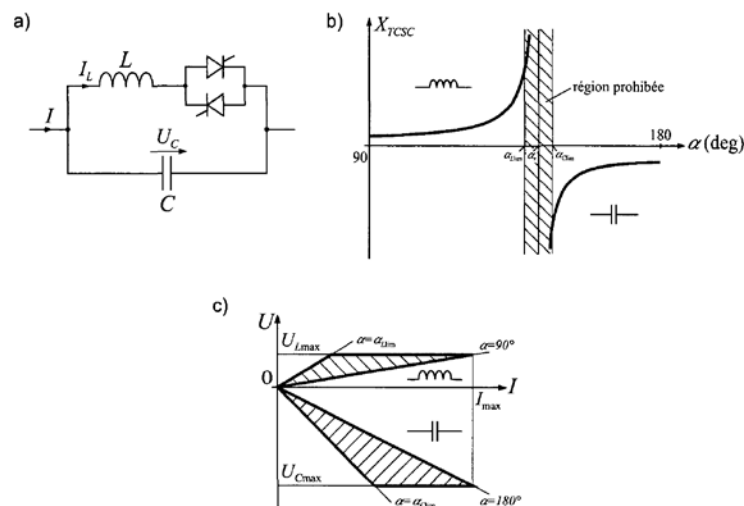 a)
I_L
L
I
U_C
C
b)
X_TCSC
région prohibée
90
α_Llim
α_r
α_Clim
180
α (deg)
c)
U
U_Lmax
α=α_Llim
α=90°
0
I_max
I
U_Cmax
α=α_Clim
α=180°